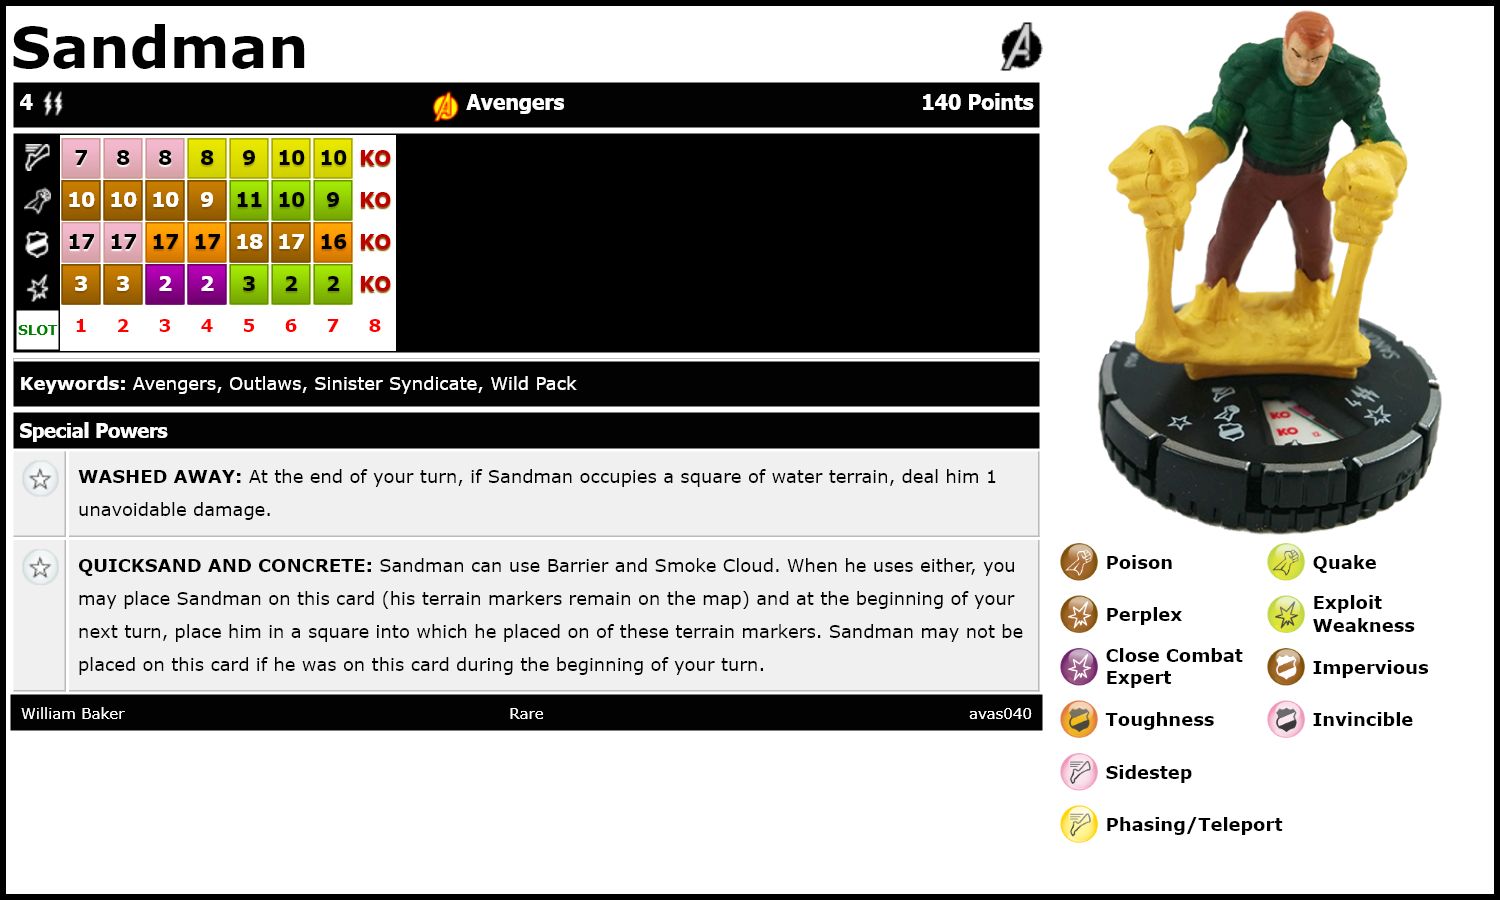 Sandman
4 Avengers 140 Points
7 8 8 8 9 10 10 KO
10 10 10 9 11 10 9 KO
17 17 17 17 18 17 16 KO
3 3 2 2 3 2 2 KO
SLOT 1 2 3 4 5 6 7 8
Keywords: Avengers, Outlaws, Sinister Syndicate, Wild Pack
Special Powers
WASHED AWAY: At the end of your turn, if Sandman occupies a square of water terrain, deal him 1
unavoidable damage.
QUICKSAND AND CONCRETE: Sandman can use Barrier and Smoke Cloud. When he uses either, you
may place Sandman on this card (his terrain markers remain on the map) and at the beginning of your
next turn, place him in a square into which he placed on of these terrain markers. Sandman may not be
placed on this card if he was on this card during the beginning of your turn.
William Baker Rare avas040
4
KO
KO
12
Poison
Quake
Perplex
Exploit
Weakness
Close Combat
Expert
Impervious
Toughness
Invincible
Sidestep
Phasing/Teleport